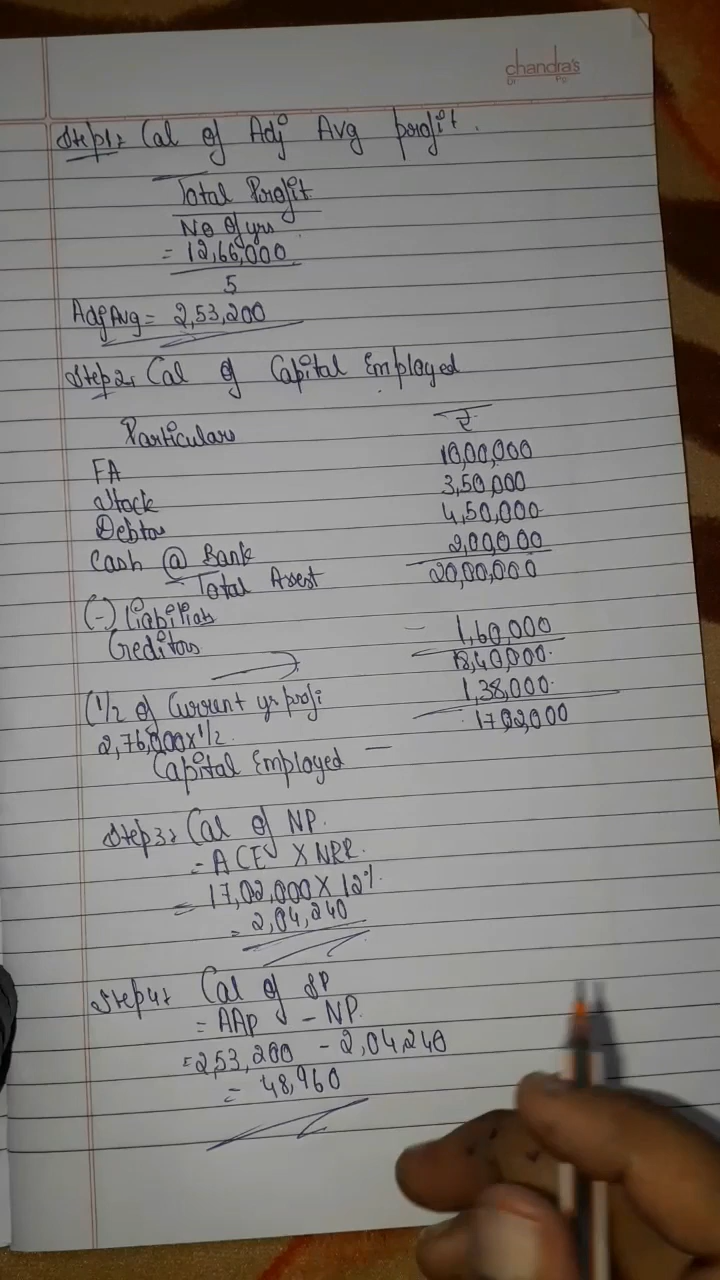 chandra's
Dt Pg
Step1: Cal of Adj Avg profit.
Total Profit
No of yrs
= 12,66,000
5
Adj Avg = 2,53,200
Step2: Cal of Capital Employed
Particulars ₹
FA 10,00,000
Stock 3,50,000
Debtos 4,50,000
Cash @ Bank 2,00,000
Total Asset 20,00,000
(-) Liabilities
Creditors - 1,60,000
18,40,000
(1/2 of Current yr profi 1,38,000
2,76,000 x 1/2 17,02,000
Capital Employed -
Step3: Cal of NP.
= ACE X NRR.
= 17,02,000 X 12%
= 2,04,240
Step4: Cal of SP
= AAP - NP.
= 2,53,200 - 2,04,240
= 48,960